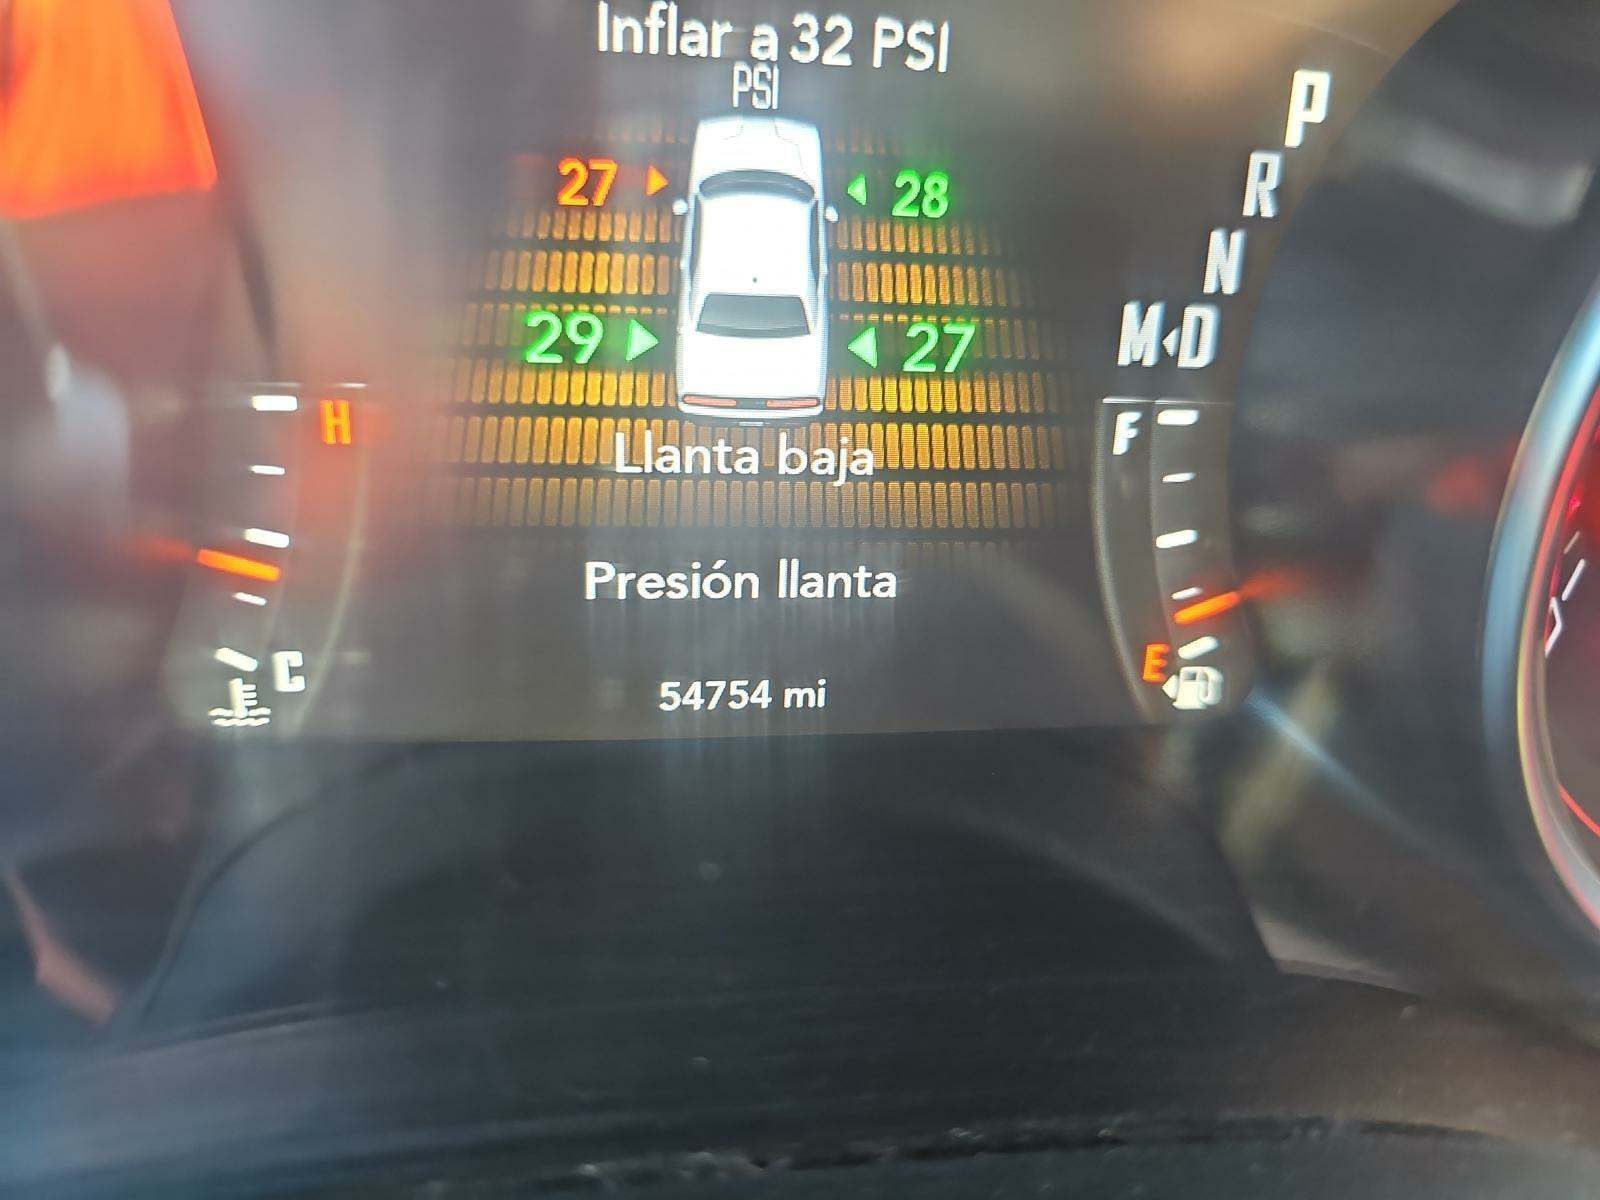 Inflar a 32 PSI
PSI
27 28
29 27
Llanta baja
Presión llanta
54754 mi
H
C
P
R
N
M D
F
E